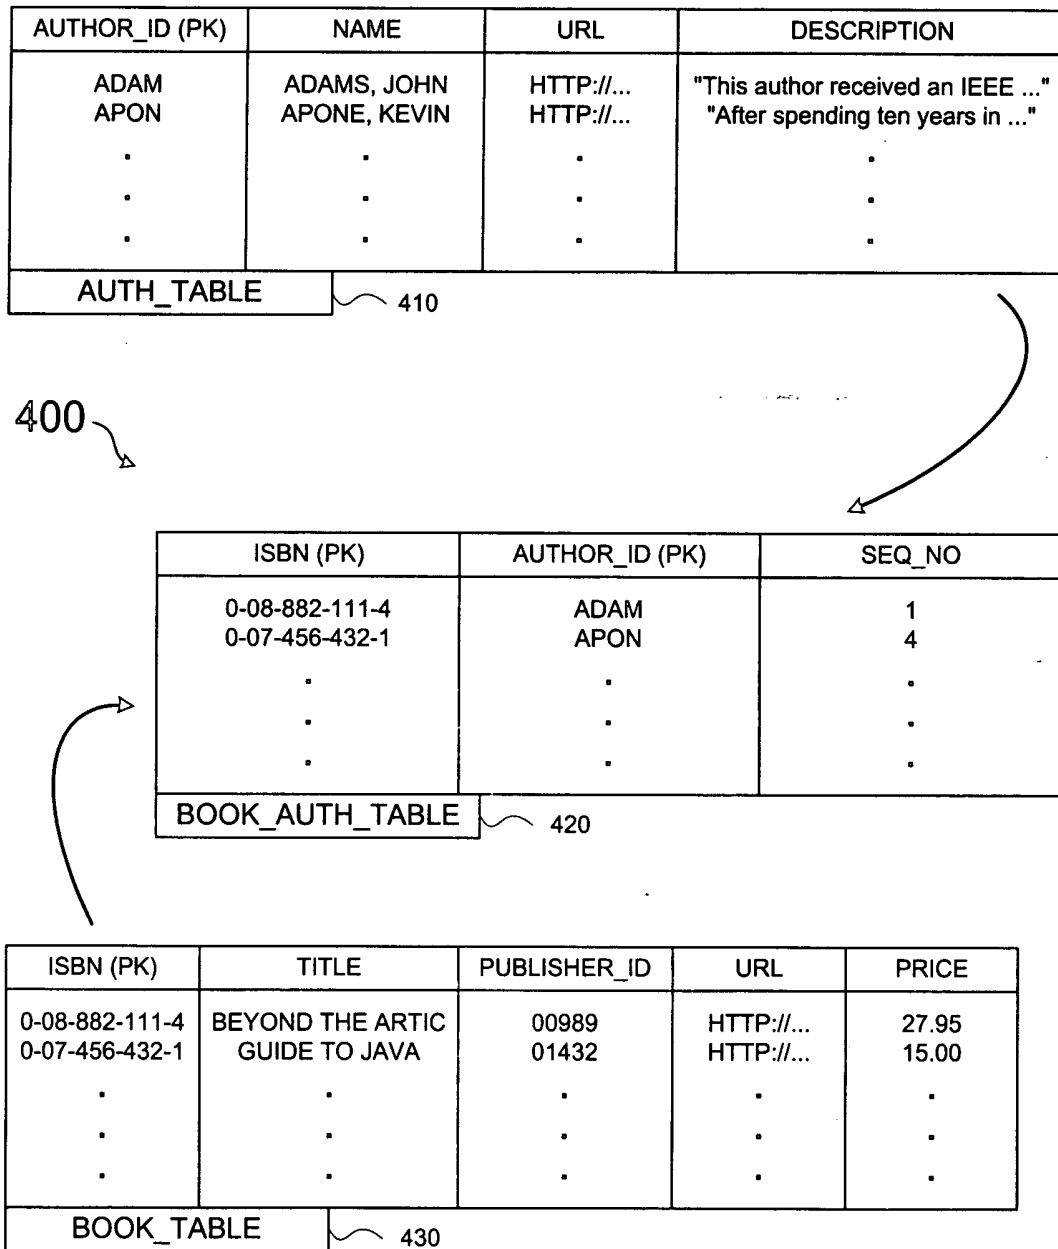 AUTHOR_ID (PK) NAME URL DESCRIPTION
ADAM ADAMS, JOHN HTTP://... "This author received an IEEE ..."
APON APONE, KEVIN HTTP://... "After spending ten years in ..."
AUTH_TABLE 410
400
ISBN (PK) AUTHOR_ID (PK) SEQ_NO
0-08-882-111-4 ADAM 1
0-07-456-432-1 APON 4
BOOK_AUTH_TABLE 420
ISBN (PK) TITLE PUBLISHER_ID URL PRICE
0-08-882-111-4 BEYOND THE ARTIC 00989 HTTP://... 27.95
0-07-456-432-1 GUIDE TO JAVA 01432 HTTP://... 15.00
BOOK_TABLE 430